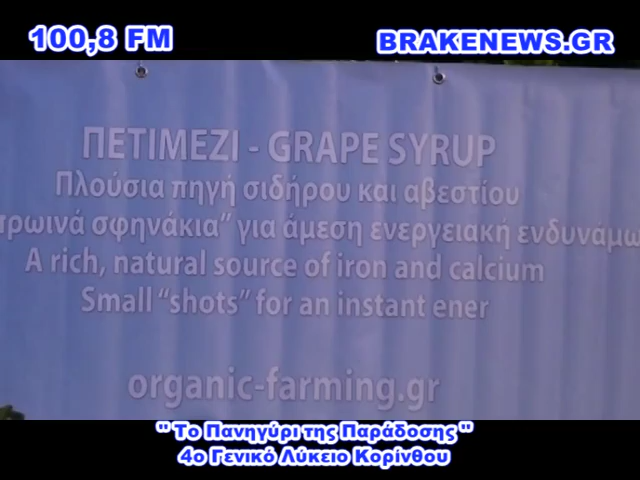 100,8 FM
BRAKENEWS.GR
ΠΕΤΙΜΕΖΙ - GRAPE SYRUP
Πλούσια πηγή σιδήρου και αβεστίου
πρωινά σφηνάκια” για άμεση ενεργειακή ενδυνάμω
A rich, natural source of iron and calcium
Small “shots” for an instant ener
organic-farming.gr
" Το Πανηγύρι της Παράδοσης "
4ο Γενικό Λύκειο Κορίνθου